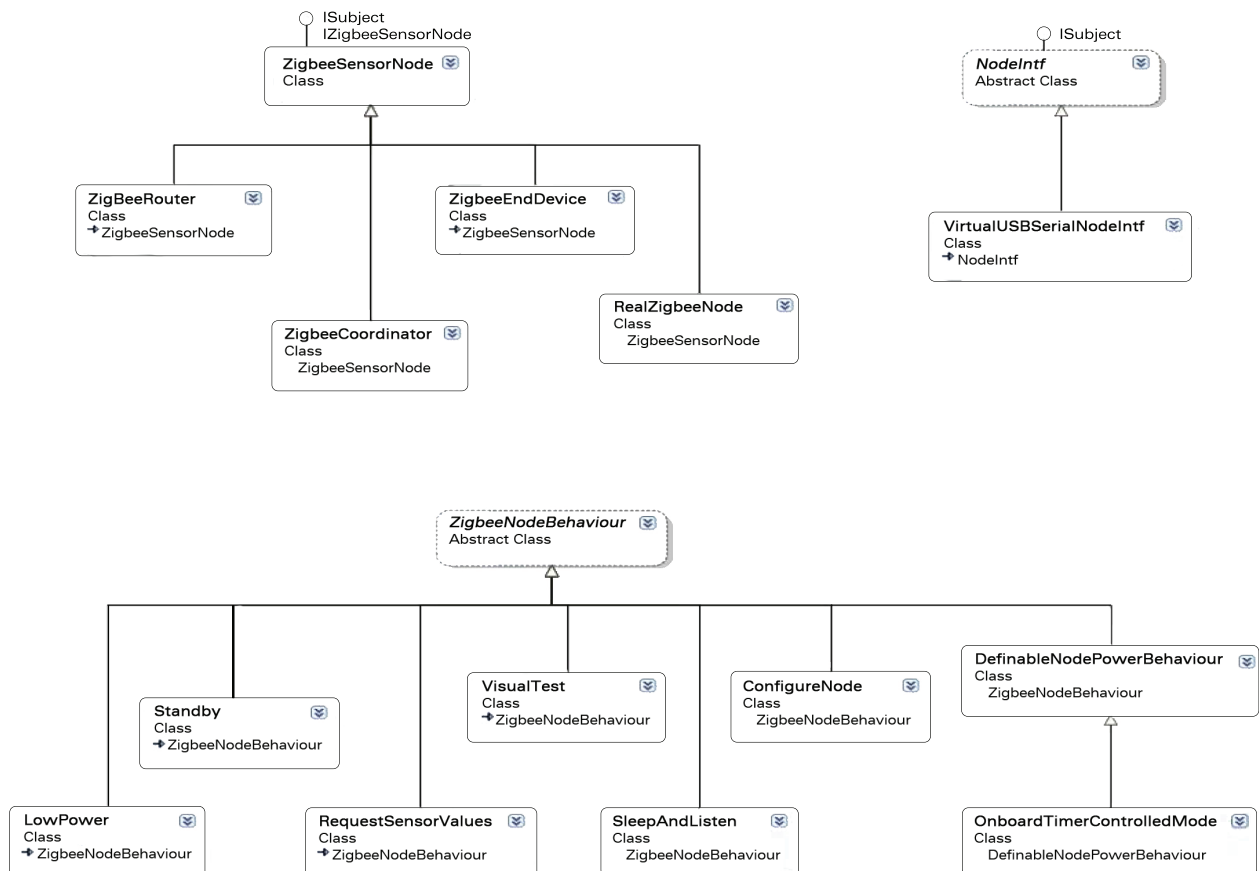 ISubject
IZigbeeSensorNode
ZigbeeSensorNode
Class
ISubject
NodeIntf
Abstract Class
ZigBeeRouter
Class
ZigbeeSensorNode
ZigbeeEndDevice
Class
ZigbeeSensorNode
VirtualUSBSerialNodeIntf
Class
NodeIntf
ZigbeeCoordinator
Class
ZigbeeSensorNode
RealZigbeeNode
Class
ZigbeeSensorNode
ZigbeeNodeBehaviour
Abstract Class
Standby
Class
ZigbeeNodeBehaviour
VisualTest
Class
ZigbeeNodeBehaviour
ConfigureNode
Class
ZigbeeNodeBehaviour
DefinableNodePowerBehaviour
Class
ZigbeeNodeBehaviour
LowPower
Class
ZigbeeNodeBehaviour
RequestSensorValues
Class
ZigbeeNodeBehaviour
SleepAndListen
Class
ZigbeeNodeBehaviour
OnboardTimerControlledMode
Class
DefinableNodePowerBehaviour